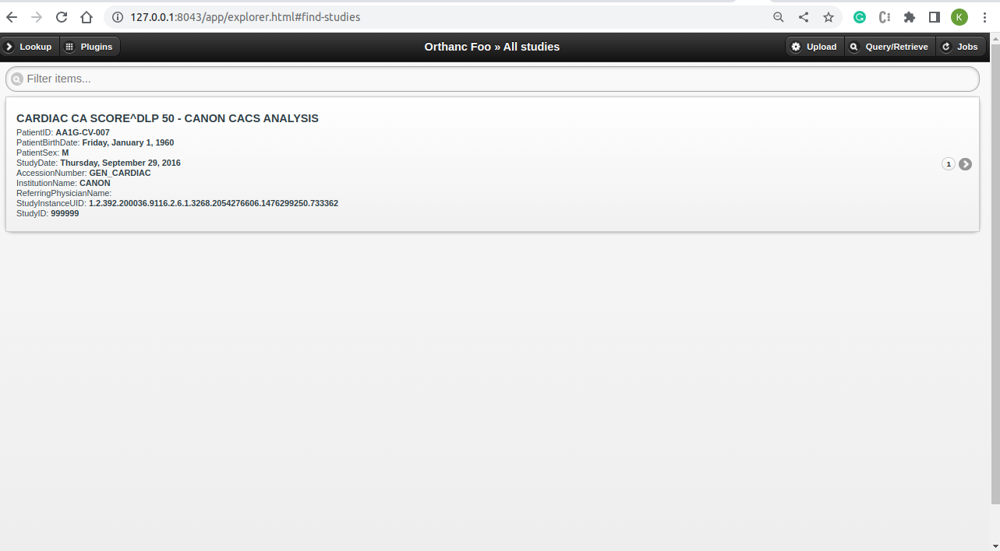 127.0.0.1:8043/app/explorer.html#find-studies
K
Lookup
Plugins
Orthanc Foo » All studies
Upload
Query/Retrieve
Jobs
Filter items...
CARDIAC CA SCORE^DLP 50 - CANON CACS ANALYSIS
PatientID: AA1G-CV-007
PatientBirthDate: Friday, January 1, 1960
PatientSex: M
StudyDate: Thursday, September 29, 2016
AccessionNumber: GEN_CARDIAC
InstitutionName: CANON
ReferringPhysicianName:
StudyInstanceUID: 1.2.392.200036.9116.2.6.1.3268.2054276606.1476299250.733362
StudyID: 999999
1